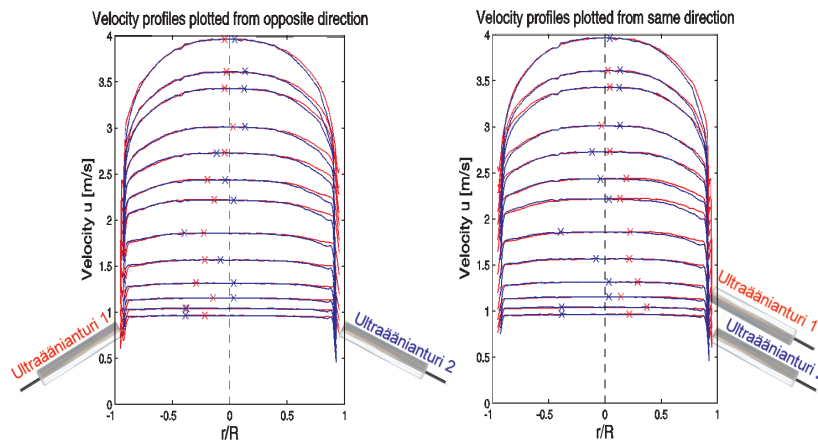 Velocity profiles plotted from opposite direction
Velocity u [m/s]
4
3.5
3
2.5
2
1.5
1
0.5
0
-1
-0.5
0
0.5
1
r/R
Ultraäänianturi 1
Ultraäänianturi 2
Velocity profiles plotted from same direction
Velocity u [m/s]
4
3.5
3
2.5
2
1.5
1
0.5
0
-1
-0.5
0
0.5
1
r/R
Ultraäänianturi 1
Ultraäänianturi